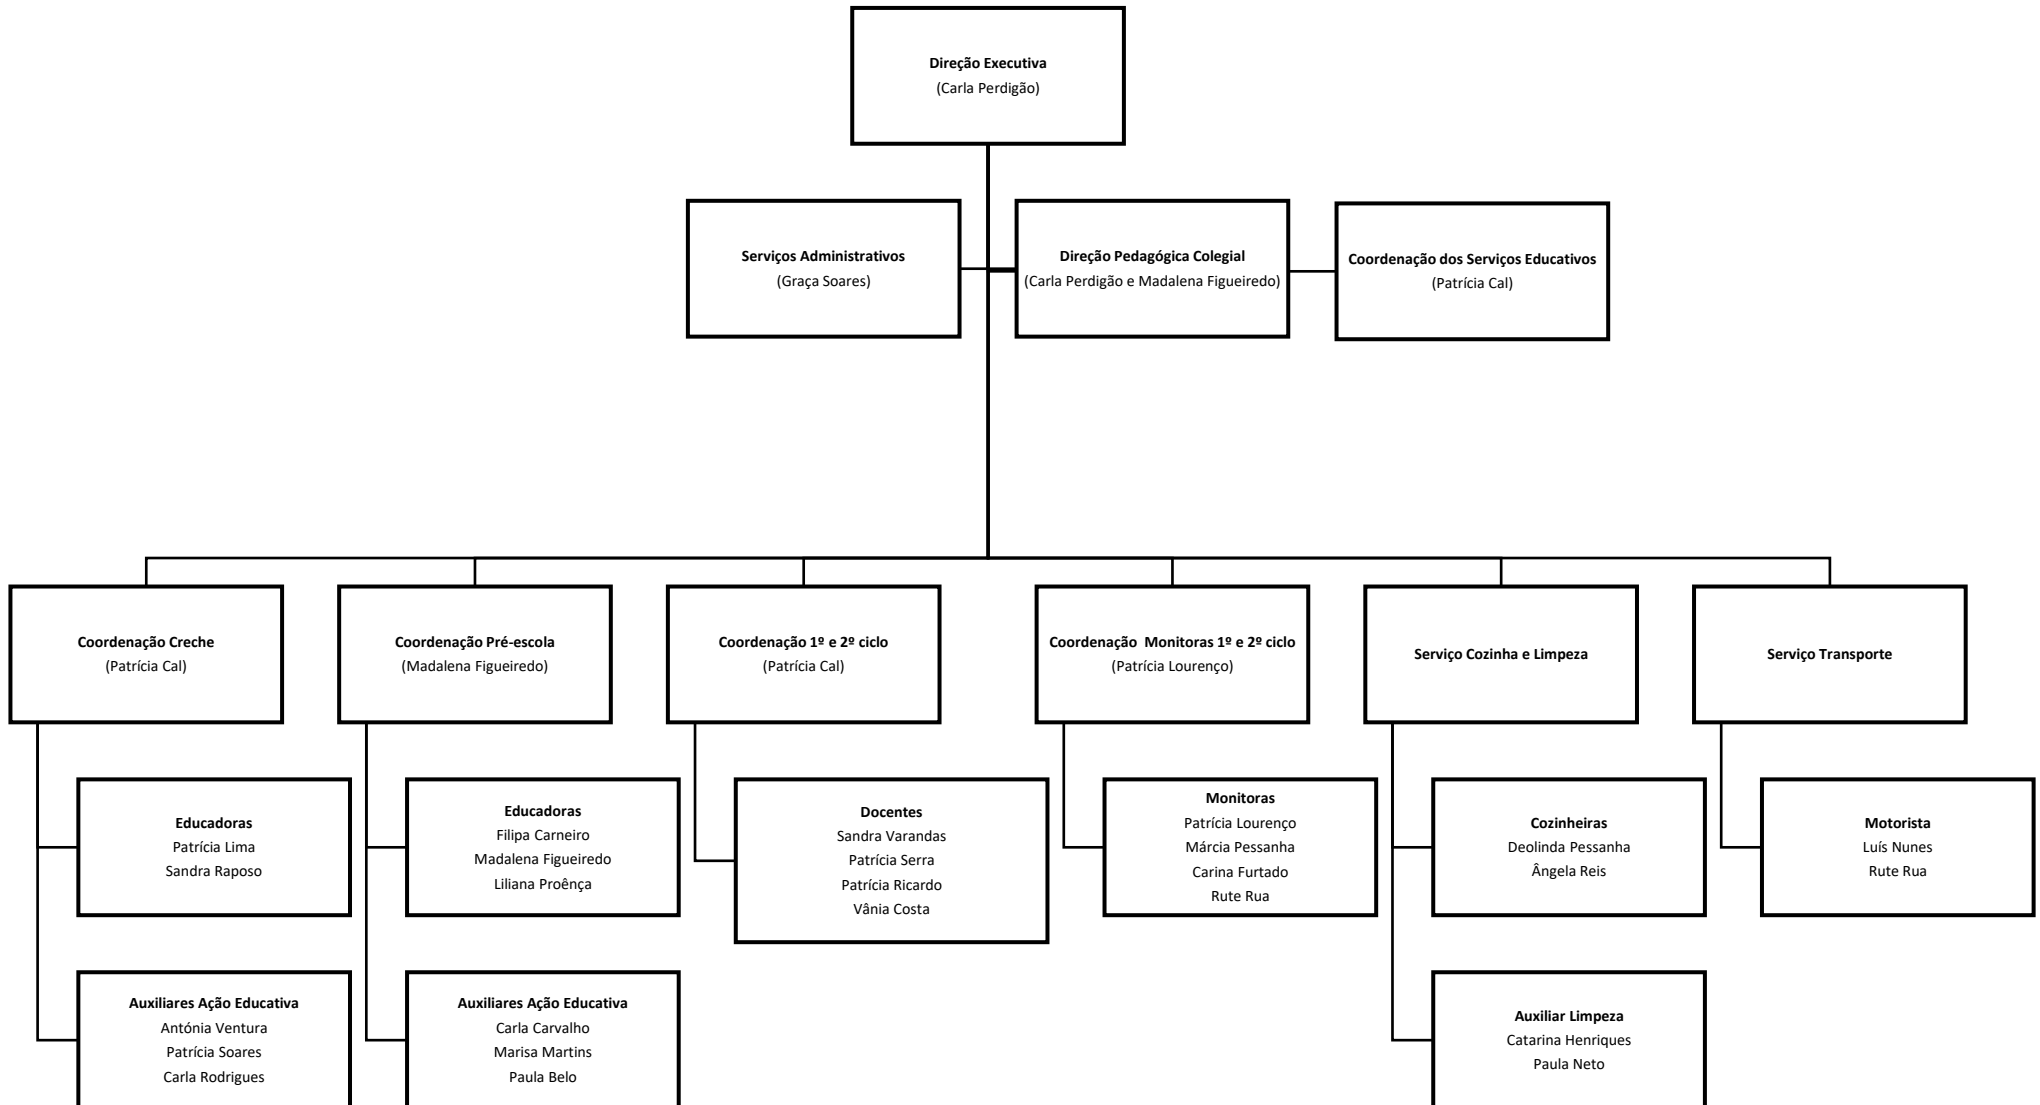 Direção Executiva
(Carla Perdigão)
Serviços Administrativos
(Graça Soares)
Direção Pedagógica Colegial
(Carla Perdigão e Madalena Figueiredo)
Coordenação dos Serviços Educativos
(Patrícia Cal)
Coordenação Creche
(Patrícia Cal)
Coordenação Pré-escola
(Madalena Figueiredo)
Coordenação 1º e 2º ciclo
(Patrícia Cal)
Coordenação  Monitoras 1º e 2º ciclo
(Patrícia Lourenço)
Serviço Cozinha e Limpeza
Serviço Transporte
Educadoras
Patrícia Lima
Sandra Raposo
Educadoras
Filipa Carneiro
Madalena Figueiredo
Liliana Proênça
Docentes
Sandra Varandas
Patrícia Serra
Patrícia Ricardo
Vânia Costa
Monitoras
Patrícia Lourenço
Márcia Pessanha
Carina Furtado
Rute Rua
Cozinheiras
Deolinda Pessanha
Ângela Reis
Motorista
Luís Nunes
Rute Rua
Auxiliares Ação Educativa
Antónia Ventura
Patrícia Soares
Carla Rodrigues
Auxiliares Ação Educativa
Carla Carvalho
Marisa Martins
Paula Belo
Auxiliar Limpeza
Catarina Henriques
Paula Neto